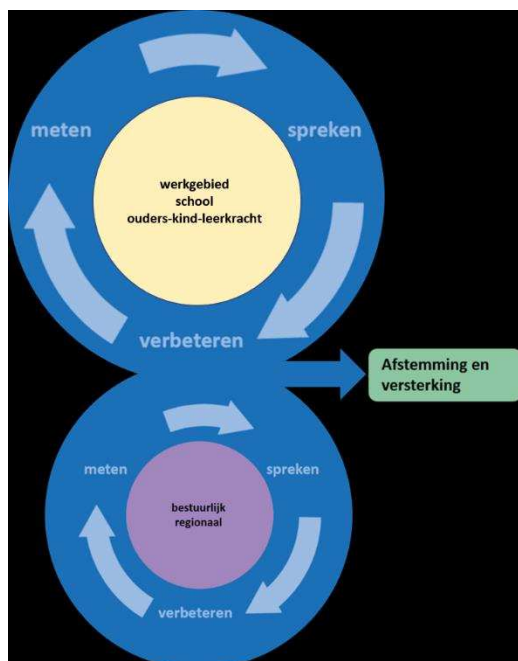 meten
spreken
werkgebied
school
ouders-kind-leerkracht
verbeteren
Afstemming en
versterking
meten
spreken
bestuurlijk
regionaal
verbeteren